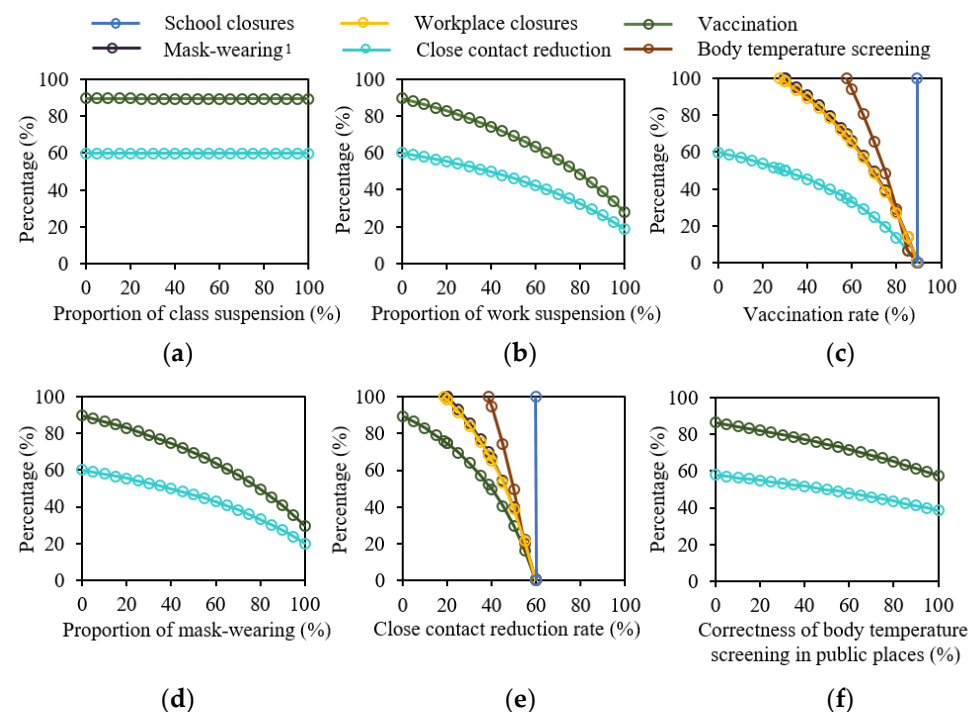 School closures Workplace closures Vaccination
Mask-wearing1 Close contact reduction Body temperature screening
100 100 100
80 80 80
60 60 60
40 40 40
20 20 20
0 0 0
Percentage (%) Percentage (%) Percentage (%)
0 20 40 60 80 100 0 20 40 60 80 100 0 20 40 60 80 100
Proportion of class suspension (%) Proportion of work suspension (%) Vaccination rate (%)
(a) (b) (c)
100 100 100
80 80 80
60 60 60
40 40 40
20 20 20
0 0 0
Percentage (%) Percentage (%) Percentage (%)
0 20 40 60 80 100 0 20 40 60 80 100 0 20 40 60 80 100
Proportion of mask-wearing (%) Close contact reduction rate (%) Correctness of body temperature
screening in public places (%)
(d) (e) (f)